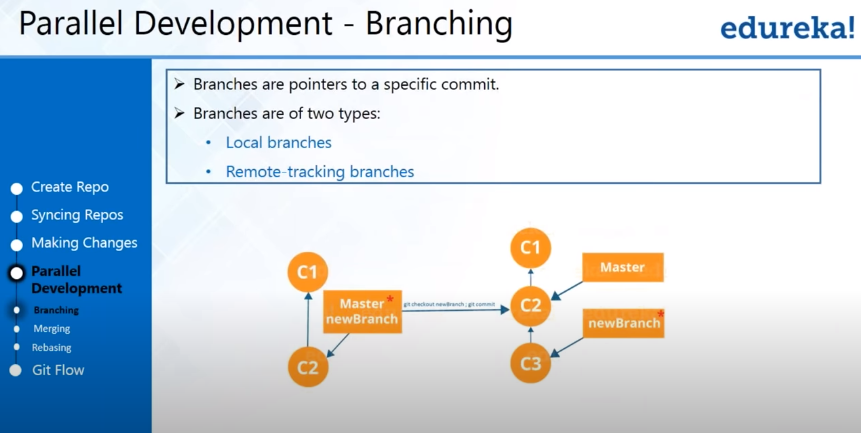 Parallel Development - Branching
edureka!
➤ Branches are pointers to a specific commit.
➤ Branches are of two types:
• Local branches
• Remote-tracking branches
Create Repo
Syncing Repos
Making Changes
Parallel
Development
Branching
Merging
Rebasing
Git Flow
C1
Master*
newBranch
C2
git checkout newBranch ; git commit
C1
Master
C2
newBranch*
C3